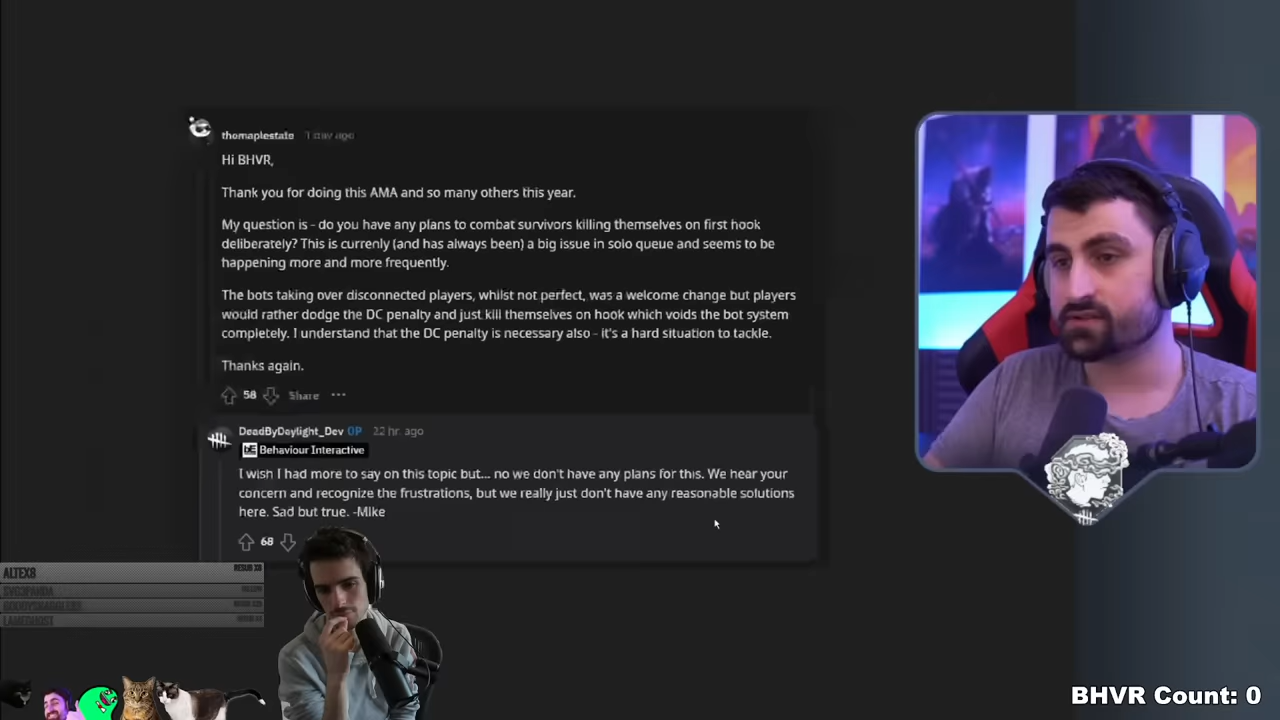 thomaplestate 1 day ago
Hi BHVR,
Thank you for doing this AMA and so many others this year.
My question is - do you have any plans to combat survivors killing themselves on first hook
deliberately? This is currenly (and has always been) a big issue in solo queue and seems to be
happening more and more frequently.
The bots taking over disconnected players, whilst not perfect, was a welcome change but players
would rather dodge the DC penalty and just kill themselves on hook which voids the bot system
completely. I understand that the DC penalty is necessary also - it's a hard situation to tackle.
Thanks again.
58 Share ...
DeadByDaylight_Dev OP 22 hr. ago
Behaviour Interactive
I wish I had more to say on this topic but... no we don't have any plans for this. We hear your
concern and recognize the frustrations, but we really just don't have any reasonable solutions
here. Sad but true. -Mike
68
ALTEX8 RESUB X8
BHVR Count: 0